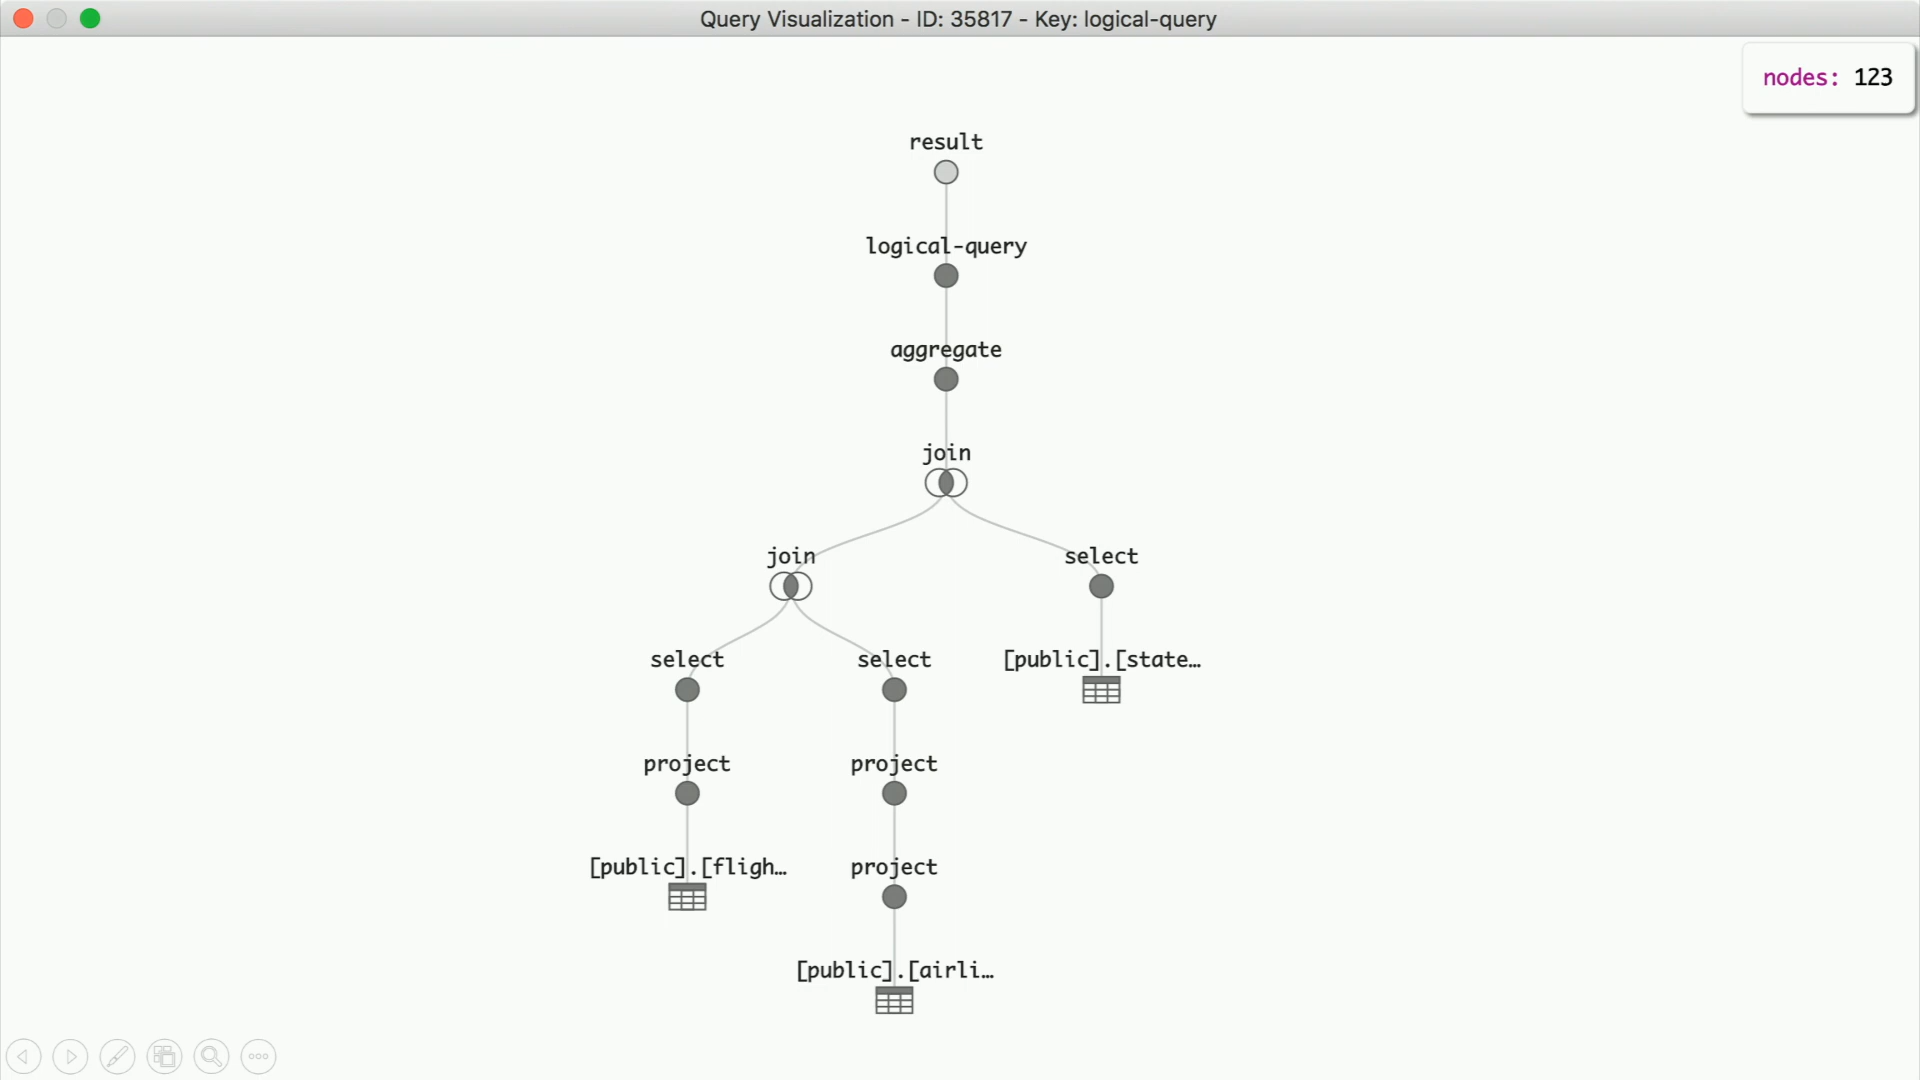 Query Visualization - ID: 35817 - Key: logical-query
nodes: 123
result
logical-query
aggregate
join
join
select
select
select
[public].[state…
project
project
[public].[fligh…
project
[public].[airli…